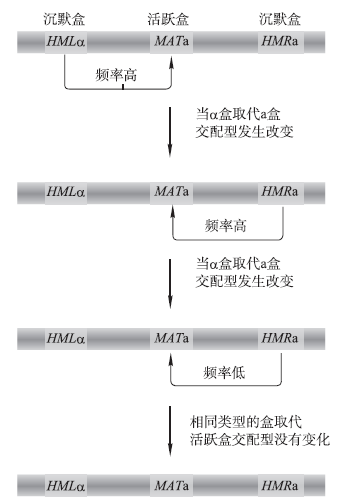 沉默盒 活跃盒 沉默盒
HMLα MATa HMRa
频率高
当α盒取代a盒
交配型发生改变
HMLα MATa HMRa
频率高
当α盒取代a盒
交配型发生改变
HMLα MATa HMRa
频率低
相同类型的盒取代
活跃盒交配型没有变化
HMLα MATa HMRa